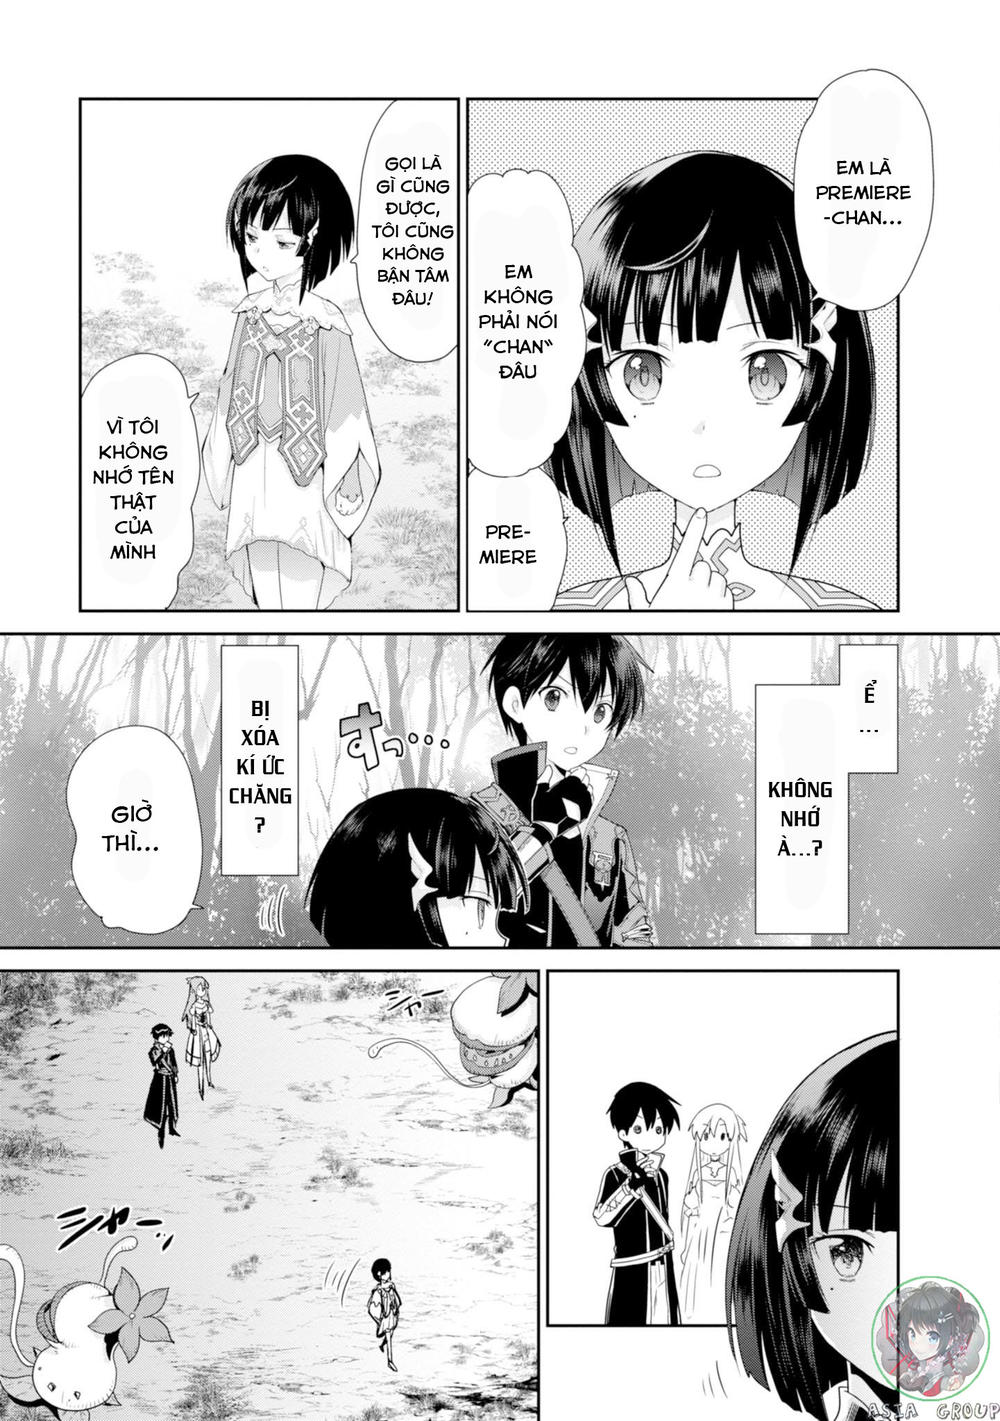 EM LÀ
PREMIERE
-CHAN...
EM
KHÔNG
PHẢI NÓI
"CHAN"
ĐÂU
PRE-
MIERE
GỌI LÀ
GÌ CŨNG
ĐƯỢC,
TÔI CŨNG
KHÔNG
BẬN TÂM
ĐÂU!
VÌ TÔI
KHÔNG
NHỚ TÊN
THẬT
CỦA
MÌNH
Ể
...
KHÔNG
NHỚ
À...?
すっ...
BỊ
XÓA
KÍ ỨC
CHĂNG
?
GIỜ
THÌ...
シャー
シャー
ASIA GROUP